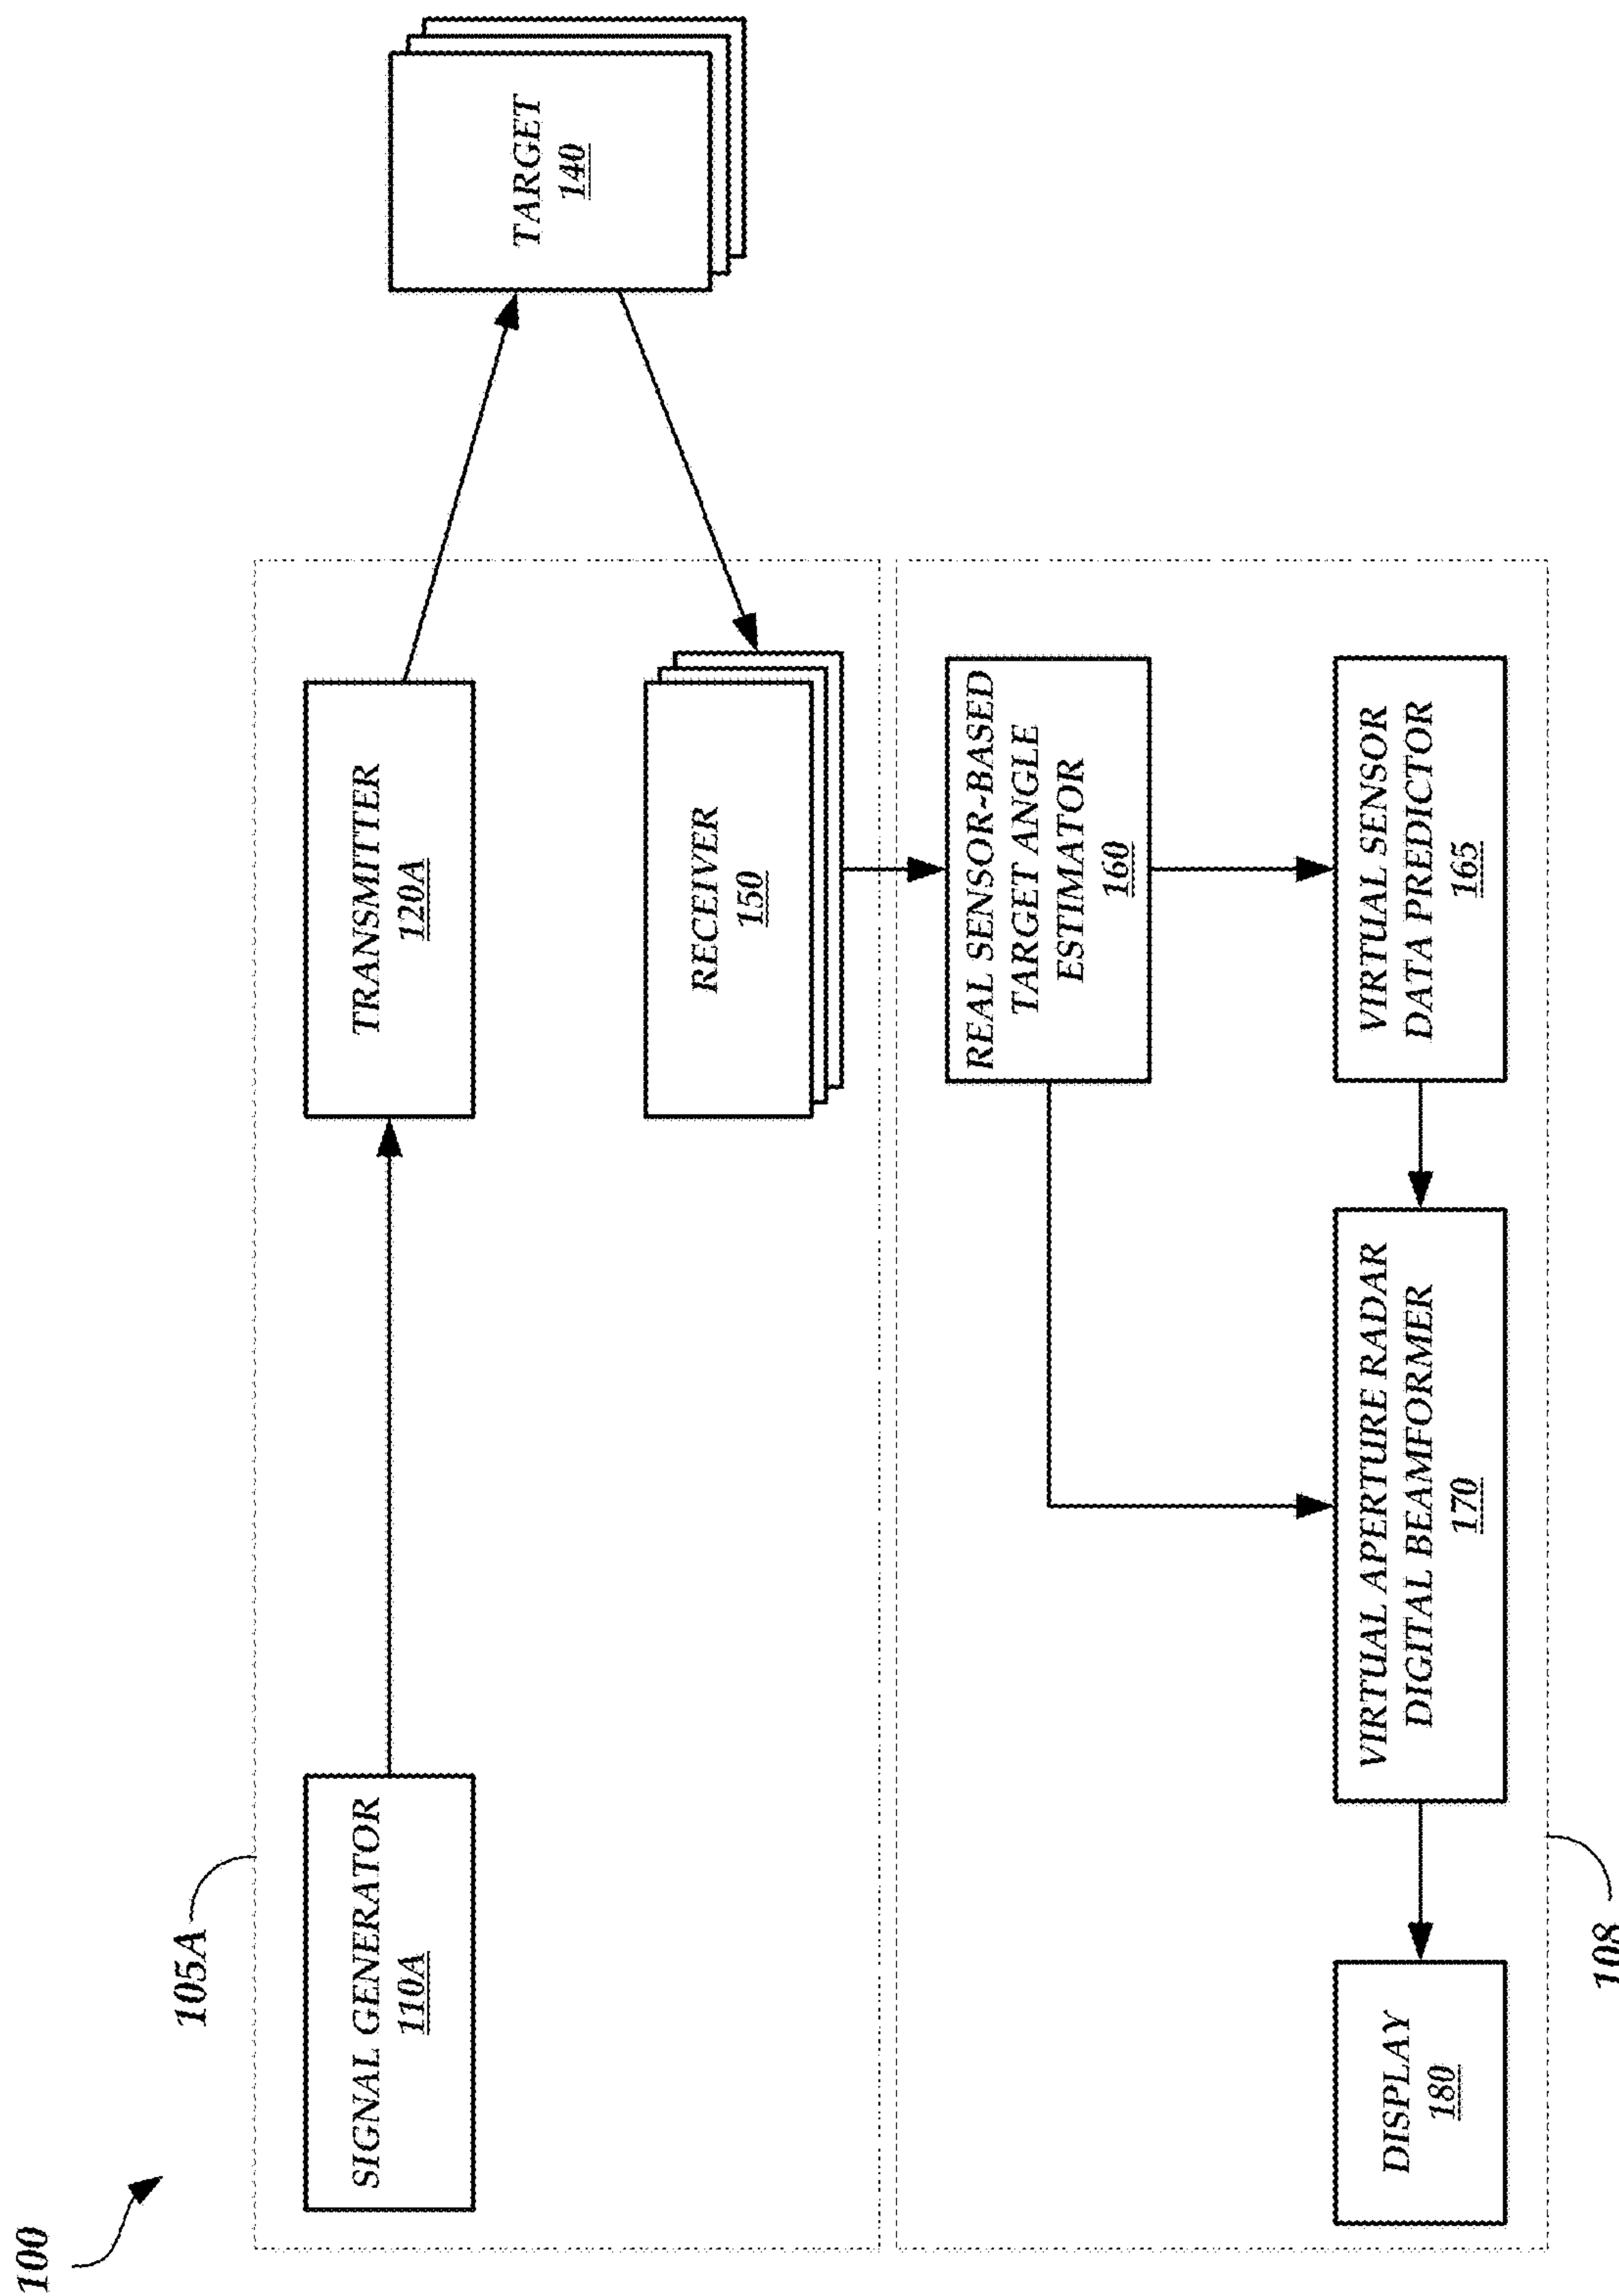 100
105A
SIGNAL GENERATOR
110A
TRANSMITTER
120A
TARGET
140
RECEIVER
150
REAL SENSOR-BASED
TARGET ANGLE
ESTIMATOR
160
VIRTUAL SENSOR
DATA PREDICTOR
165
VIRTUAL APERTURE RADAR
DIGITAL BEAMFORMER
170
DISPLAY
180
108